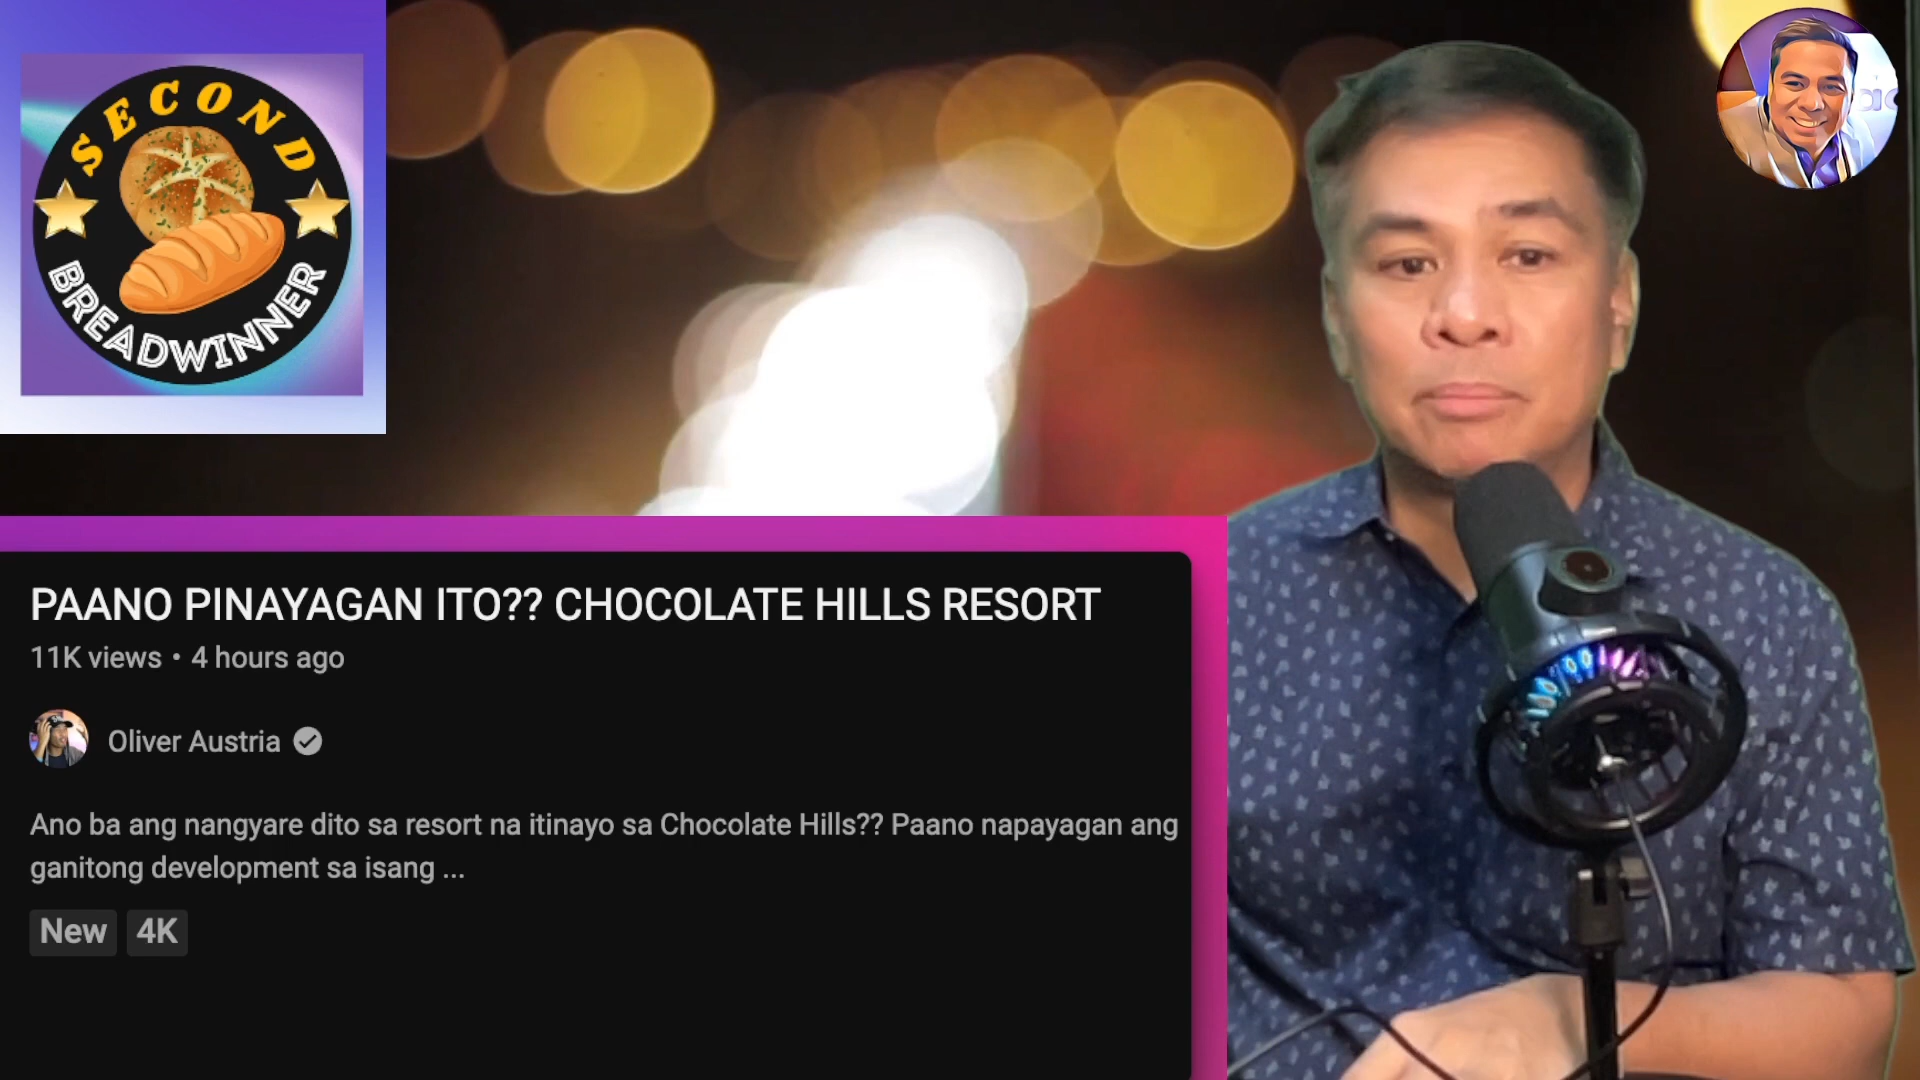 SECOND
BREADWINNER
PAANO PINAYAGAN ITO?? CHOCOLATE HILLS RESORT
11K views • 4 hours ago
Oliver Austria
Ano ba ang nangyare dito sa resort na itinayo sa Chocolate Hills?? Paano napayagan ang
ganitong development sa isang ...
New 4K